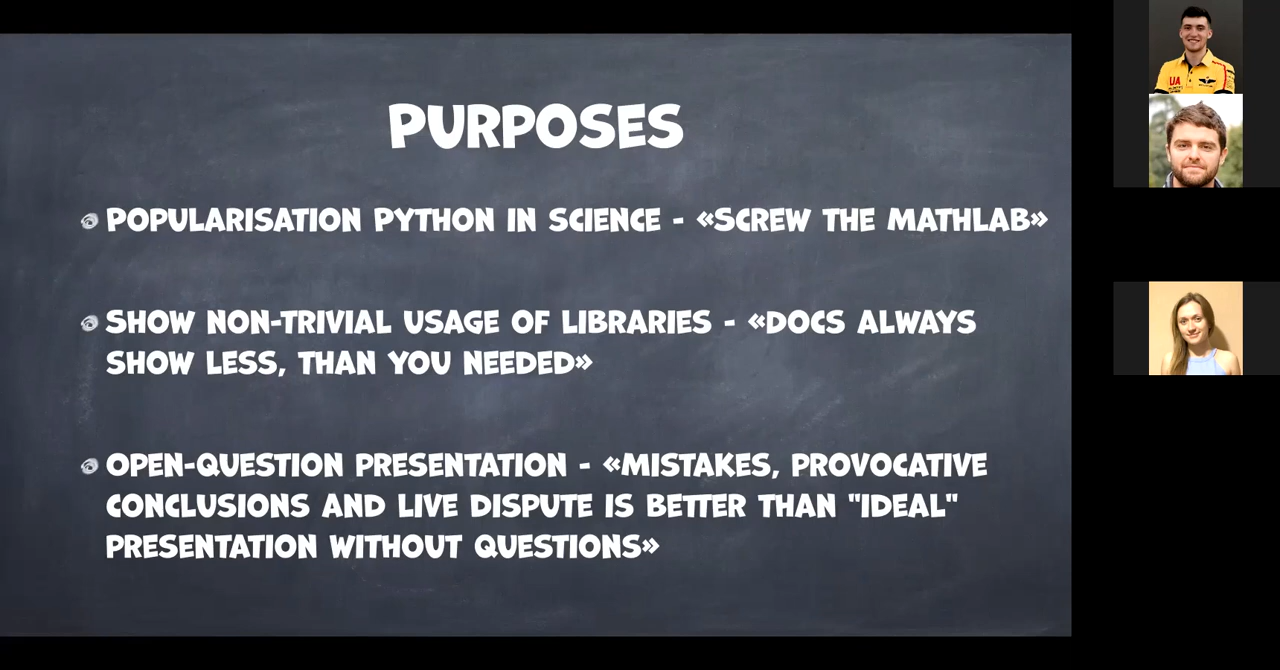 PURPOSES
POPULARISATION PYTHON IN SCIENCE - «SCREW THE MATHLAB»
SHOW NON-TRIVIAL USAGE OF LIBRARIES - «DOCS ALWAYS
SHOW LESS, THAN YOU NEEDED»
OPEN-QUESTION PRESENTATION - «MISTAKES, PROVOCATIVE
CONCLUSIONS AND LIVE DISPUTE IS BETTER THAN "IDEAL"
PRESENTATION WITHOUT QUESTIONS»
UA